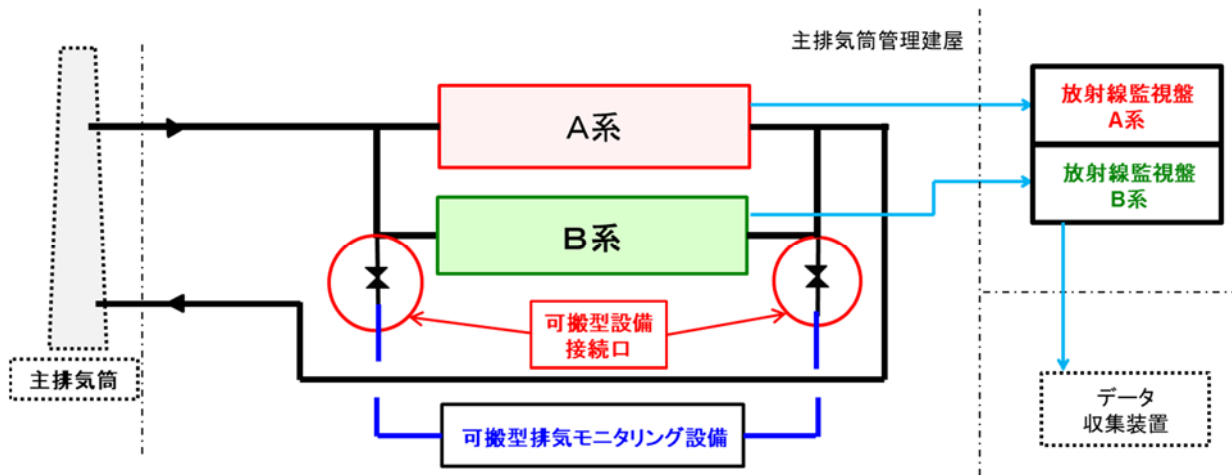 主排気筒管理建屋
放射線監視盤
A系
A系
放射線監視盤
B系
B系
可搬型設備
接続口
主排気筒
データ
収集装置
可搬型排気モニタリング設備